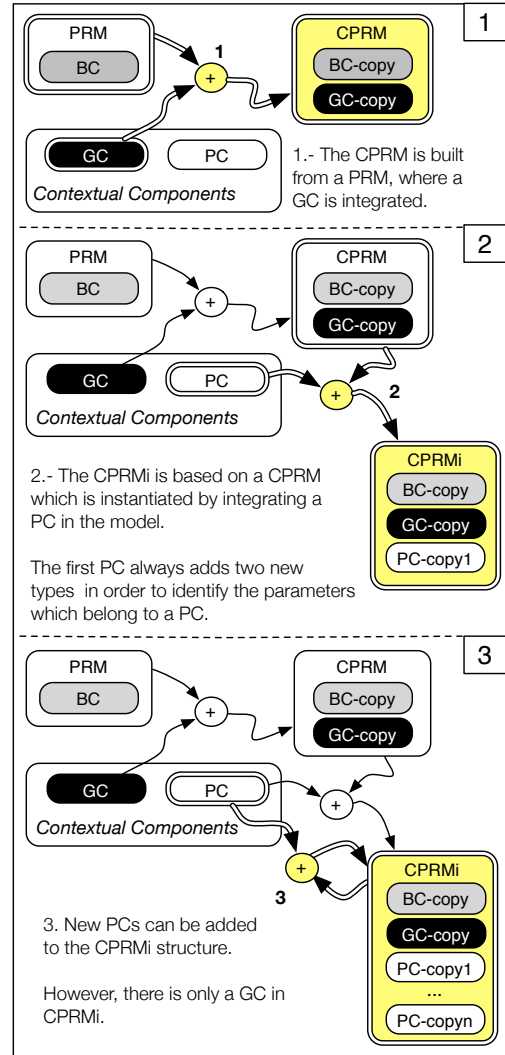 1
PRM
BC
1
+
CPRM
BC-copy
GC-copy
GC
PC
Contextual Components
1.- The CPRM is built
from a PRM, where a
GC is integrated.
2
PRM
BC
+
CPRM
BC-copy
GC-copy
GC
PC
Contextual Components
+
2
CPRMi
BC-copy
GC-copy
PC-copy1
2.- The CPRMi is based on a CPRM
which is instantiated by integrating a
PC in the model.
The first PC always adds two new
types in order to identify the parameters
which belong to a PC.
3
PRM
BC
+
CPRM
BC-copy
GC-copy
GC
PC
Contextual Components
+
+
3
CPRMi
BC-copy
GC-copy
PC-copy1
...
PC-copyn
3. New PCs can be added
to the CPRMi structure.
However, there is only a GC in
CPRMi.